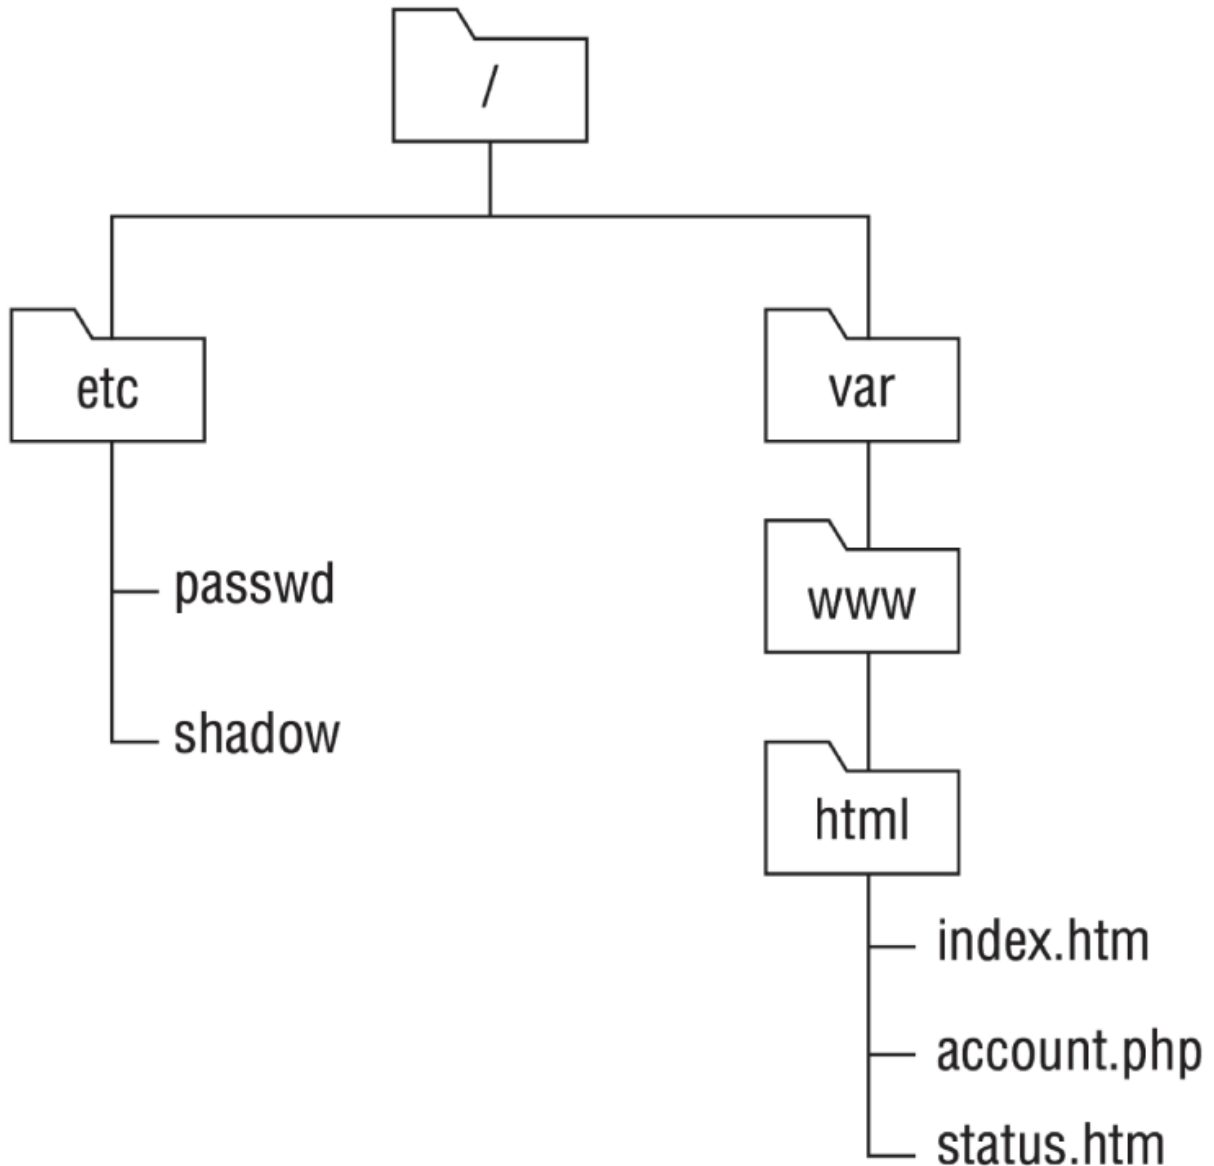 /
etc
var
passwd
shadow
www
html
index.htm
account.php
status.htm